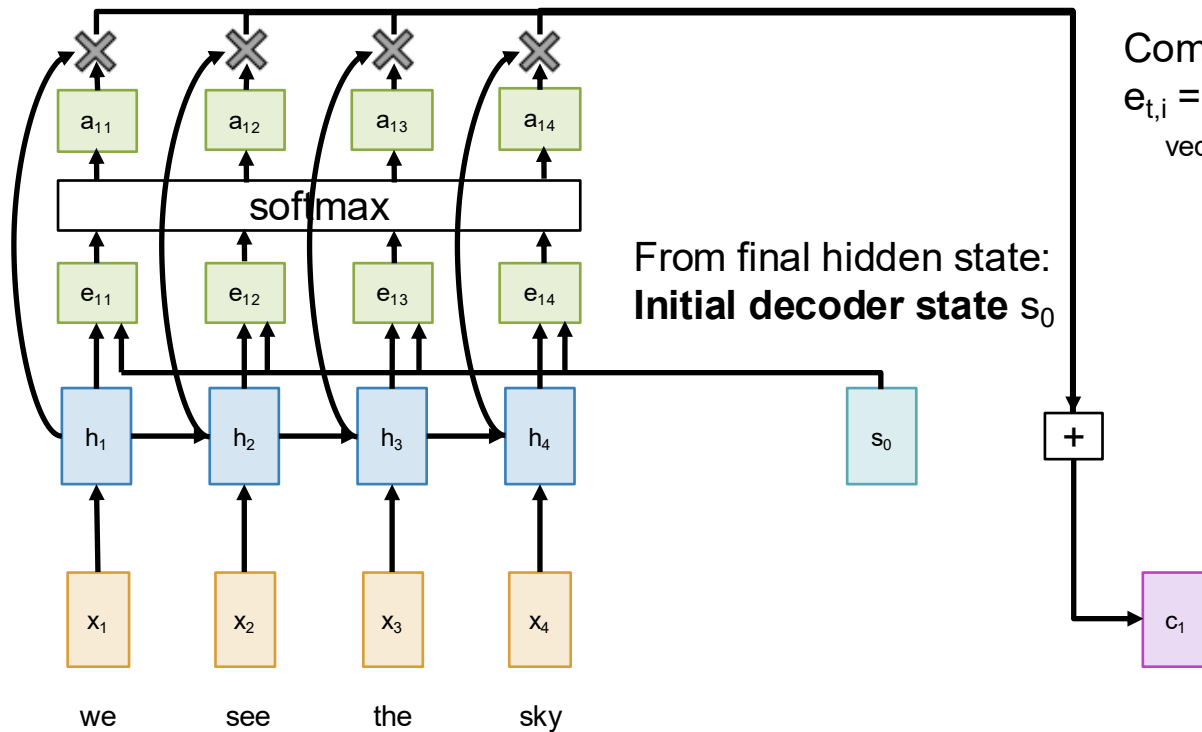 Com
a₁₁ a₁₂ a₁₃ a₁₄
e_{t,i} =
vec
softmax
From final hidden state:
Initial decoder state s₀
e₁₁ e₁₂ e₁₃ e₁₄
h₁ h₂ h₃ h₄ s₀ +
x₁ x₂ x₃ x₄ c₁
we see the sky